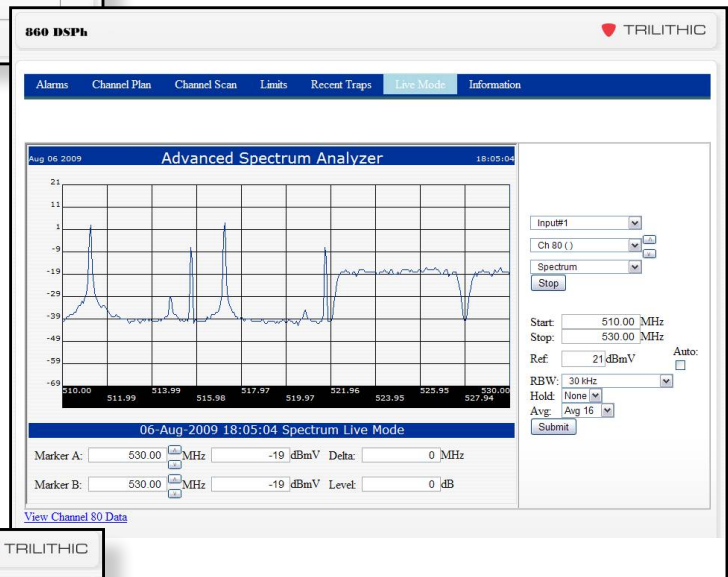 860 DSPh
TRILITHIC
Alarms Channel Plan Channel Scan Limits Recent Traps Live Mode Information
Aug 06 2009 Advanced Spectrum Analyzer 18:05:04
21
11
1
-9
-19
-29
-39
-49
-59
-69
510.00 513.99 517.97 521.96 525.95 530.00
511.99 515.98 519.97 523.95 527.94
06-Aug-2009 18:05:04 Spectrum Live Mode
Marker A: 530.00 MHz -19 dBmV Delta: 0 MHz
Marker B: 530.00 MHz -19 dBmV Level: 0 dB
Input#1
Ch 80 ( )
Spectrum
Stop
Start: 510.00 MHz
Stop: 530.00 MHz
Ref: 21 dBmV Auto:
RBW: 30 kHz
Hold: None
Avg: Avg 16
Submit
View Channel 80 Data
TRILITHIC